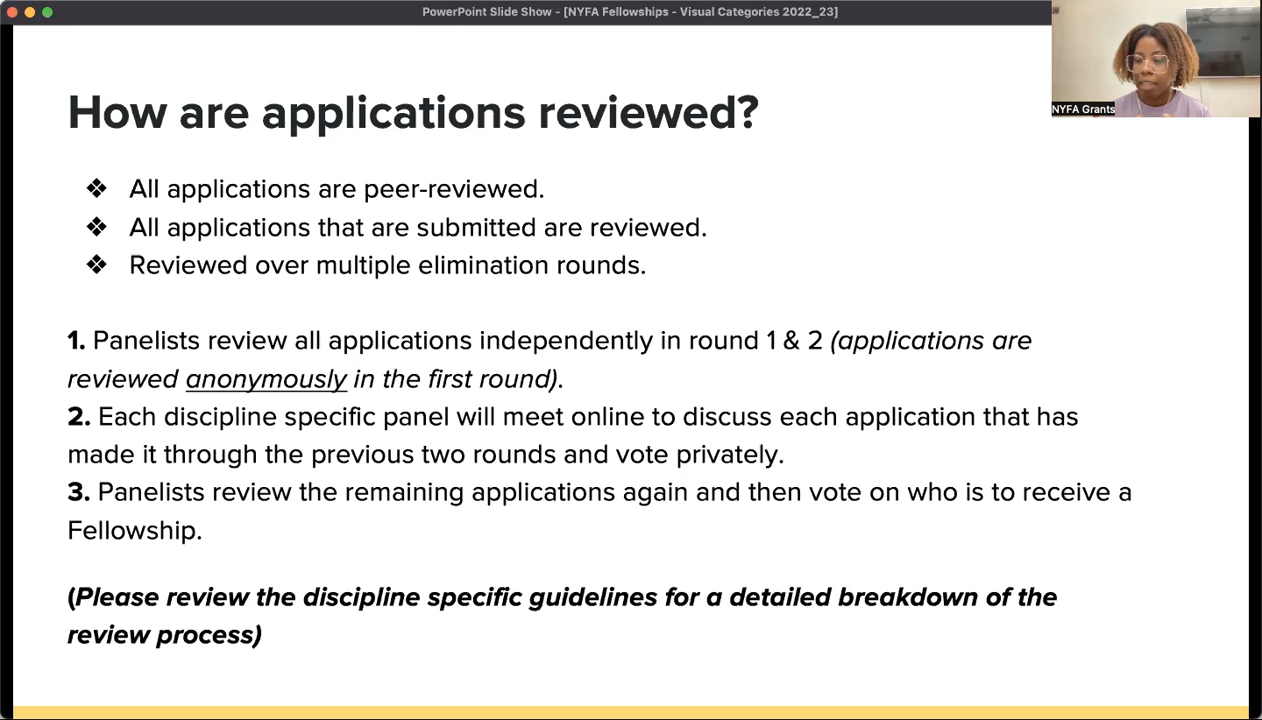 PowerPoint Slide Show - [NYFA Fellowships - Visual Categories 2022_23]
NYFA Grants
How are applications reviewed?
❖ All applications are peer-reviewed.
❖ All applications that are submitted are reviewed.
❖ Reviewed over multiple elimination rounds.
1. Panelists review all applications independently in round 1 & 2 (applications are
reviewed anonymously in the first round).
2. Each discipline specific panel will meet online to discuss each application that has
made it through the previous two rounds and vote privately.
3. Panelists review the remaining applications again and then vote on who is to receive a
Fellowship.
(Please review the discipline specific guidelines for a detailed breakdown of the
review process)